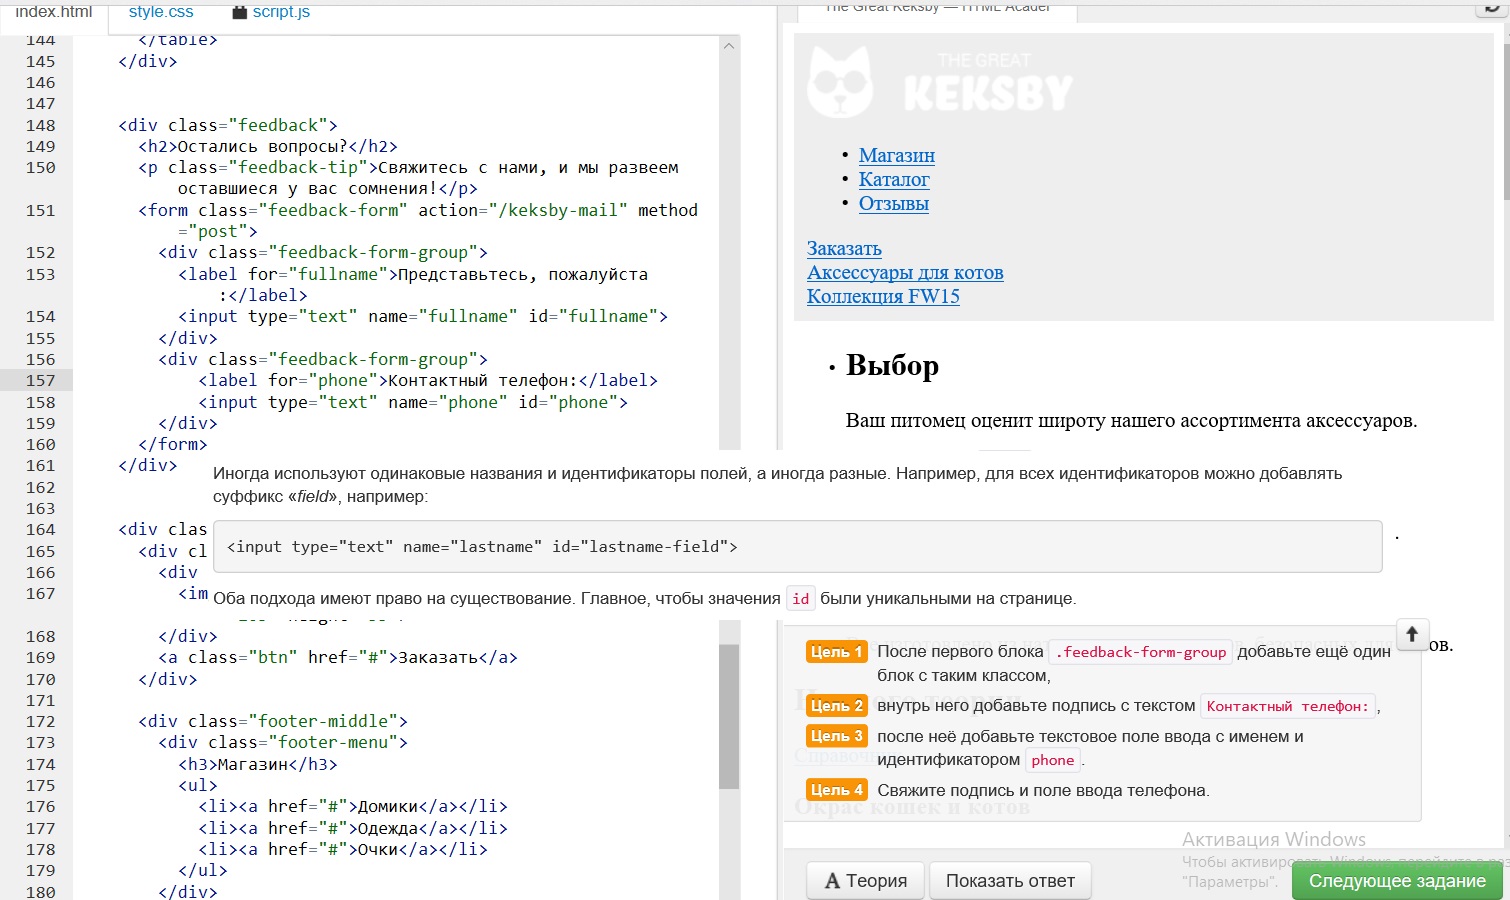 index.html style.css script.js
The Great Keksby — HTML Academ
144 </table>
145 </div>
146
147
148 <div class="feedback">
149 <h2>Остались вопросы?</h2>
150 <p class="feedback-tip">Свяжитесь с нами, и мы развеем
оставшиеся у вас сомнения!</p>
151 <form class="feedback-form" action="/keksby-mail" method
="post">
152 <div class="feedback-form-group">
153 <label for="fullname">Представьтесь, пожалуйста
:</label>
154 <input type="text" name="fullname" id="fullname">
155 </div>
156 <div class="feedback-form-group">
157 <label for="phone">Контактный телефон:</label>
158 <input type="text" name="phone" id="phone">
159 </div>
160 </form>
161 </div>
162
163
164 <div clas
165 <div cl
166 <div
167 <im
168 </div>
169 <a class="btn" href="#">Заказать</a>
170 </div>
171
172 <div class="footer-middle">
173 <div class="footer-menu">
174 <h3>Магазин</h3>
175 <ul>
176 <li><a href="#">Домики</a></li>
177 <li><a href="#">Одежда</a></li>
178 <li><a href="#">Очки</a></li>
179 </ul>
180 </div>
THE GREAT
KEKSBY
• Магазин
• Каталог
• Отзывы
Заказать
Аксессуары для котов
Коллекция FW15
• Выбор
Ваш питомец оценит широту нашего ассортимента аксессуаров.
Иногда используют одинаковые названия и идентификаторы полей, а иногда разные. Например, для всех идентификаторов можно добавлять
суффикс «field», например:
<input type="text" name="lastname" id="lastname-field">
Оба подхода имеют право на существование. Главное, чтобы значения id были уникальными на странице.
ов.
Цель 1 После первого блока .feedback-form-group добавьте ещё один
блок с таким классом,
Цель 2 внутрь него добавьте подпись с текстом Контактный телефон:,
Цель 3 после неё добавьте текстовое поле ввода с именем и
идентификатором phone.
Цель 4 Свяжите подпись и поле ввода телефона.
Окрас кошек и котов
Активация Windows
Чтобы активировать Windows, перейдите в раз
"Параметры".
A Теория Показать ответ Следующее задание